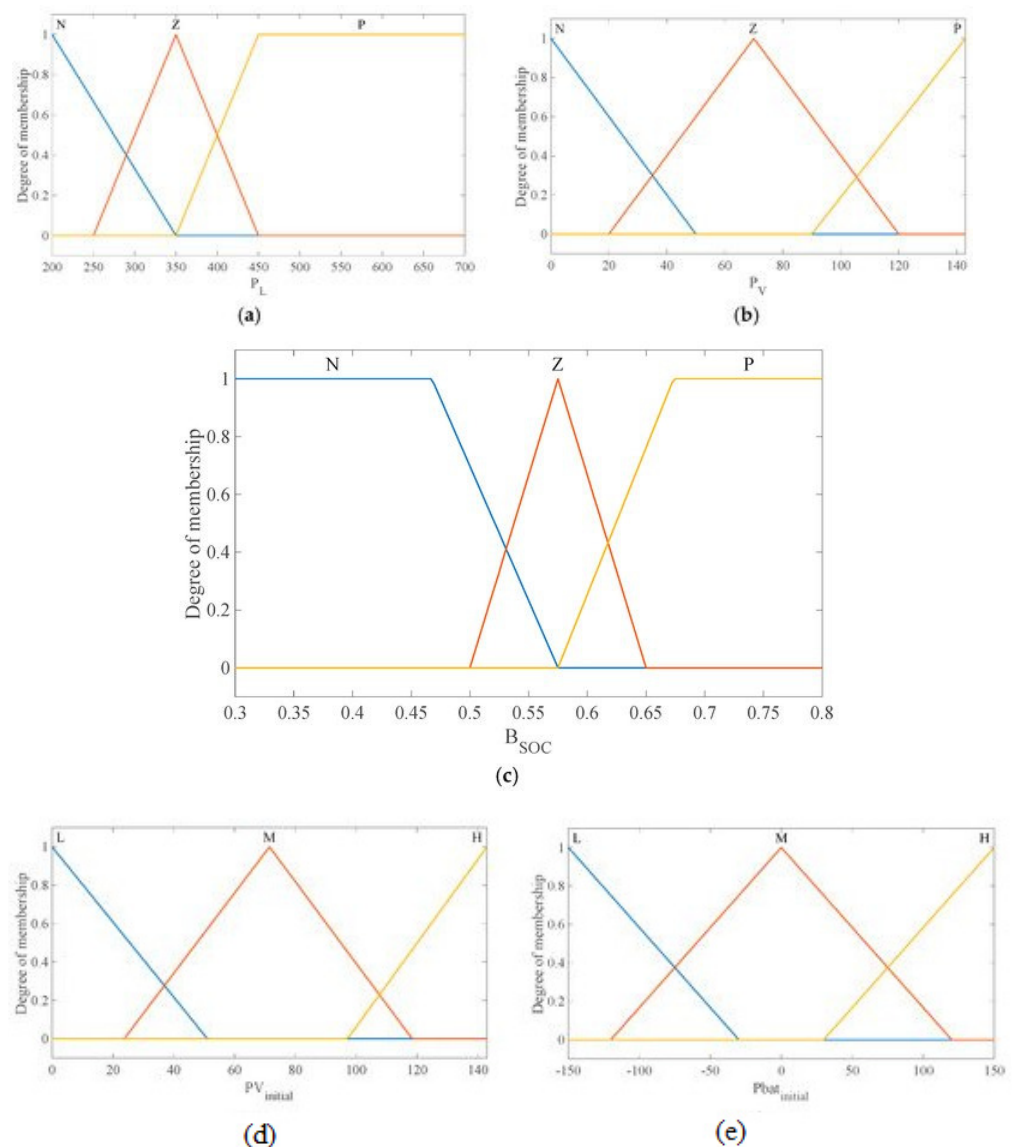 N Z P
Degree of membership
1
0.8
0.6
0.4
0.2
0
200 250 300 350 400 450 500 550 600 650 700
P_L
(a)
N Z P
Degree of membership
1
0.8
0.6
0.4
0.2
0
0 20 40 60 80 100 120 140
P_V
(b)
N Z P
Degree of membership
1
0.8
0.6
0.4
0.2
0
0.3 0.35 0.4 0.45 0.5 0.55 0.6 0.65 0.7 0.75 0.8
B_SOC
(c)
L M H
Degree of membership
1
0.8
0.6
0.4
0.2
0
0 20 40 60 80 100 120 140
PV_initial
(d)
L M H
Degree of membership
1
0.8
0.6
0.4
0.2
0
-150 -100 -50 0 50 100 150
Pbat_initial
(e)